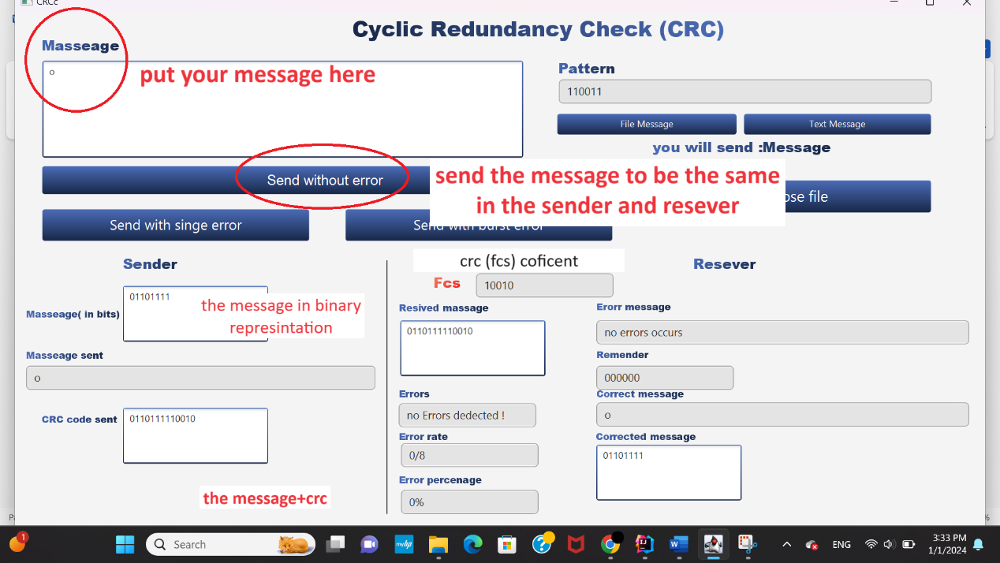 CRCc
Cyclic Redundancy Check (CRC)
Masseage
o
put your message here
Pattern
110011
File Message
Text Message
you will send :Message
Send without error
send the message to be the same
in the sender and resever
ose file
Send with singe error
Send with burst error
Sender
crc (fcs) coficent
Resever
Fcs
10010
Masseage( in bits)
01101111
the message in binary
represintation
Resived massage
0110111110010
Erorr message
no errors occurs
Masseage sent
o
Remender
000000
Errors
no Errors dedected !
Correct message
o
CRC code sent
0110111110010
Error rate
0/8
Corrected message
01101111
Error percenage
0%
the message+crc
1
Search
myhp
ENG
3:33 PM
1/1/2024